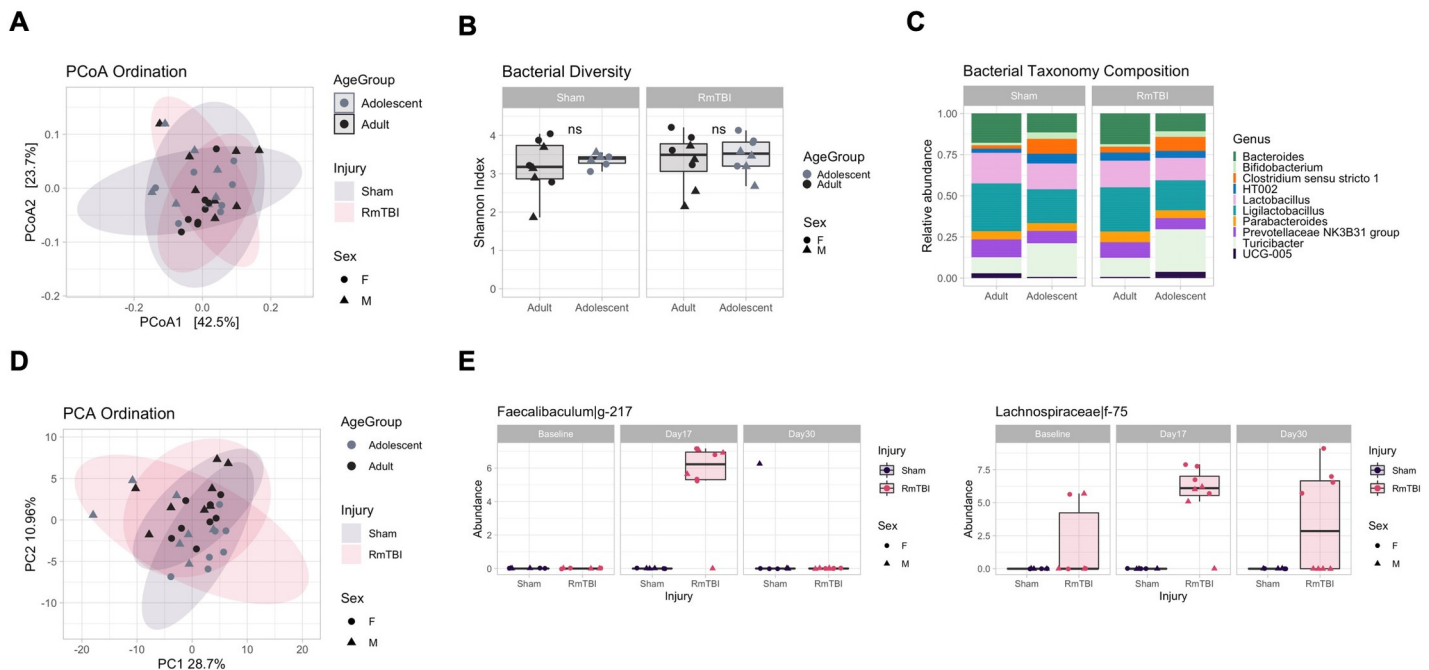 A
PCoA Ordination
0.1
0.0
-0.1
-0.2
PCoA2 [23.7%]
-0.2
0.0
0.2
PCoA1 [42.5%]
AgeGroup
Adolescent
Adult
Injury
Sham
RmTBI
Sex
F
M
B
Bacterial Diversity
Sham
RmTBI
ns
ns
4
3
2
1
0
Shannon Index
Adult
Adolescent
Adult
Adolescent
AgeGroup
Adolescent
Adult
Sex
F
M
C
Bacterial Taxonomy Composition
Sham
RmTBI
1.00
0.75
0.50
0.25
0.00
Relative abundance
Adult
Adolescent
Adult
Adolescent
Genus
Bacteroides
Bifidobacterium
Clostridium sensu stricto 1
HT002
Lactobacillus
Ligilactobacillus
Parabacteroides
Prevotellaceae NK3B31 group
Turicibacter
UCG-005
D
PCA Ordination
10
5
0
-5
-10
PC2 10.96%
-20
-10
0
10
20
PC1 28.7%
AgeGroup
Adolescent
Adult
Injury
Sham
RmTBI
Sex
F
M
E
Faecalibaculum|g-217
Baseline
Day17
Day30
6
4
2
0
Abundance
Sham
RmTBI
Sham
RmTBI
Sham
RmTBI
Injury
Injury
Sham
RmTBI
Sex
F
M
Lachnospiraceae|f-75
Baseline
Day17
Day30
7.5
5.0
2.5
0.0
Abundance
Sham
RmTBI
Sham
RmTBI
Sham
RmTBI
Injury
Injury
Sham
RmTBI
Sex
F
M